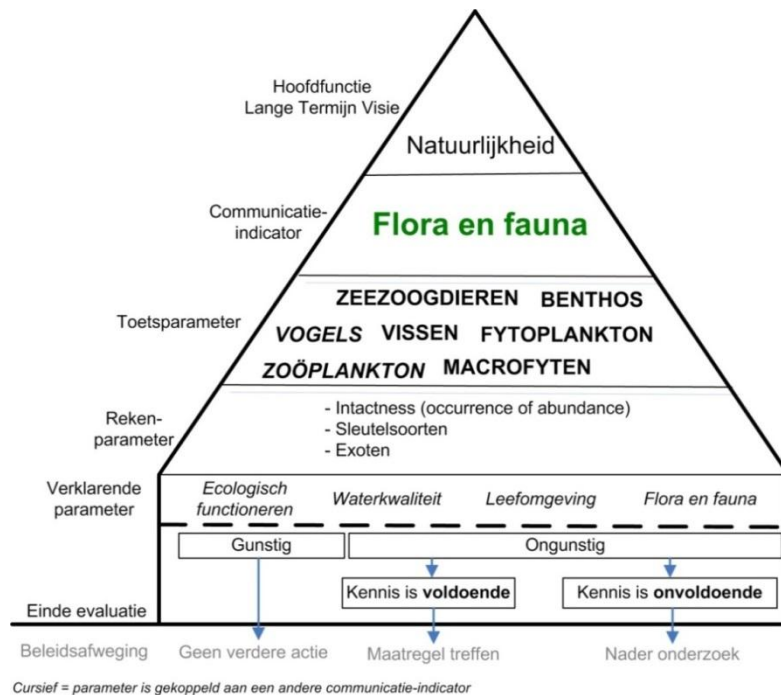 Hoofdfunctie
Lange Termijn Visie
Natuurlijkheid
Communicatie-
indicator
Flora en fauna
Toetsparameter
ZEEZOOGDIEREN BENTHOS
VOGELS VISSEN FYTOPLANKTON
ZOÖPLANKTON MACROFYTEN
Reken-
parameter
- Intactness (occurrence of abundance)
- Sleutelsoorten
- Exoten
Verklarende
parameter
Ecologisch
functioneren
Waterkwaliteit
Leefomgeving
Flora en fauna
Gunstig
Ongunstig
Kennis is voldoende
Kennis is onvoldoende
Einde evaluatie
Beleidsafweging
Geen verdere actie
Maatregel treffen
Nader onderzoek
Cursief = parameter is gekoppeld aan een andere communicatie-indicator